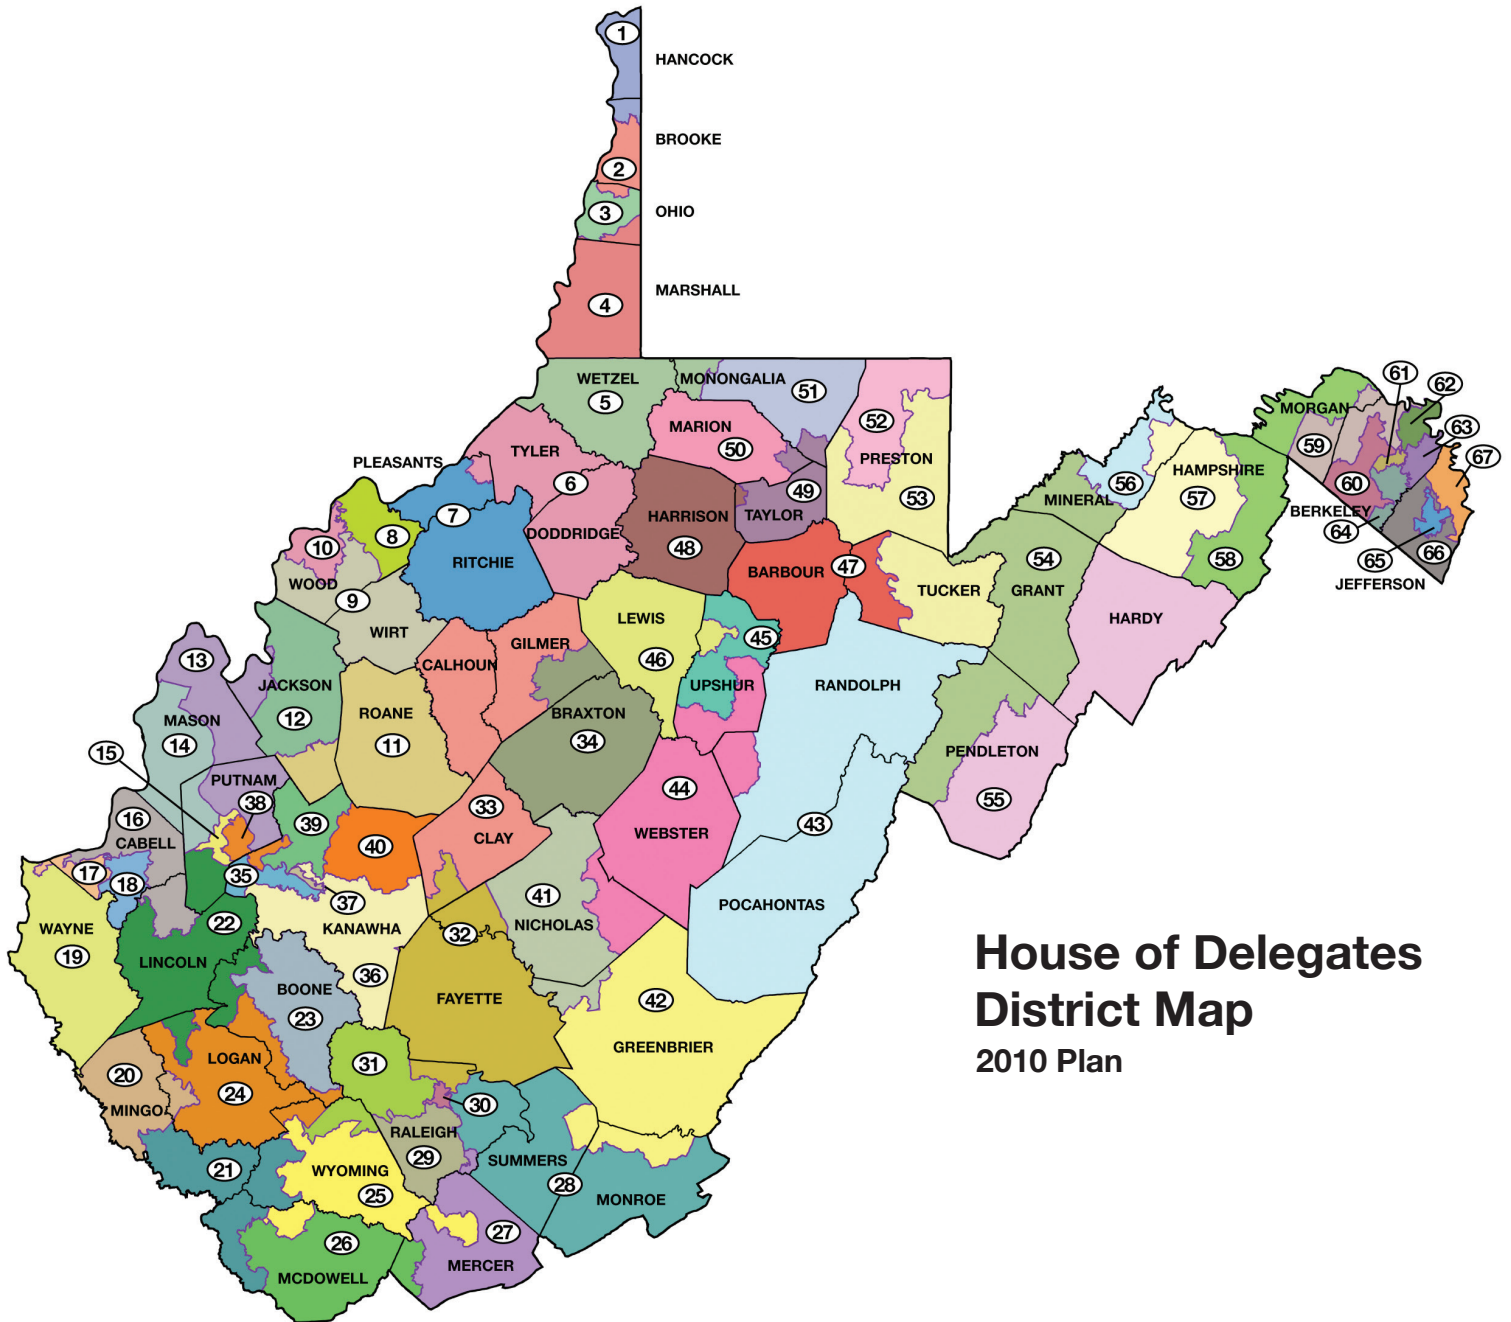 1
HANCOCK
BROOKE
2
3
OHIO
MARSHALL
4
WETZEL
5
MONONGALIA
51
52
MARION
50
PRESTON
53
TYLER
6
PLEASANTS
7
8
RITCHIE
DODDRIDGE
HARRISON
48
49
TAYLOR
10
WOOD
9
WIRT
BARBOUR
47
TUCKER
54
GRANT
MINERAL
56
HAMPSHIRE
57
58
HARDY
MORGAN
59
60
61
62
63
67
BERKELEY
64
65
66
JEFFERSON
LEWIS
46
45
UPSHUR
GILMER
CALHOUN
13
JACKSON
12
ROANE
11
MASON
14
15
BRAXTON
34
RANDOLPH
PENDLETON
55
PUTNAM
38
39
40
33
CLAY
44
WEBSTER
43
16
CABELL
17
18
35
37
KANAWHA
36
41
NICHOLAS
POCAHONTAS
WAYNE
19
22
LINCOLN
32
FAYETTE
BOONE
23
42
GREENBRIER
House of Delegates
District Map
2010 Plan
20
MINGO
LOGAN
24
31
30
RALEIGH
29
21
WYOMING
25
SUMMERS
28
MONROE
26
MCDOWELL
27
MERCER